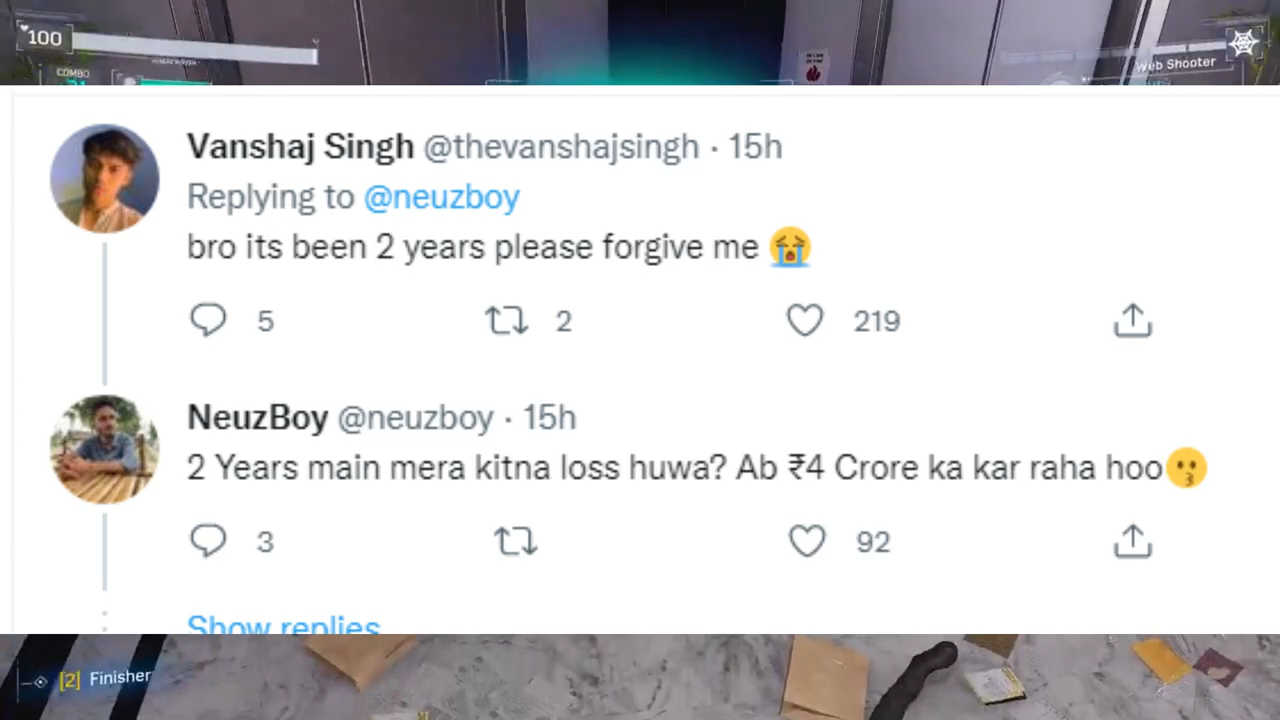 100
COMBO
Web Shooter
Vanshaj Singh @thevanshajsingh · 15h
Replying to @neuzboy
bro its been 2 years please forgive me 😭
5 2 219
NeuzBoy @neuzboy · 15h
2 Years main mera kitna loss huwa? Ab ₹4 Crore ka kar raha hoo😗
3 92
Show replies
[2] Finisher